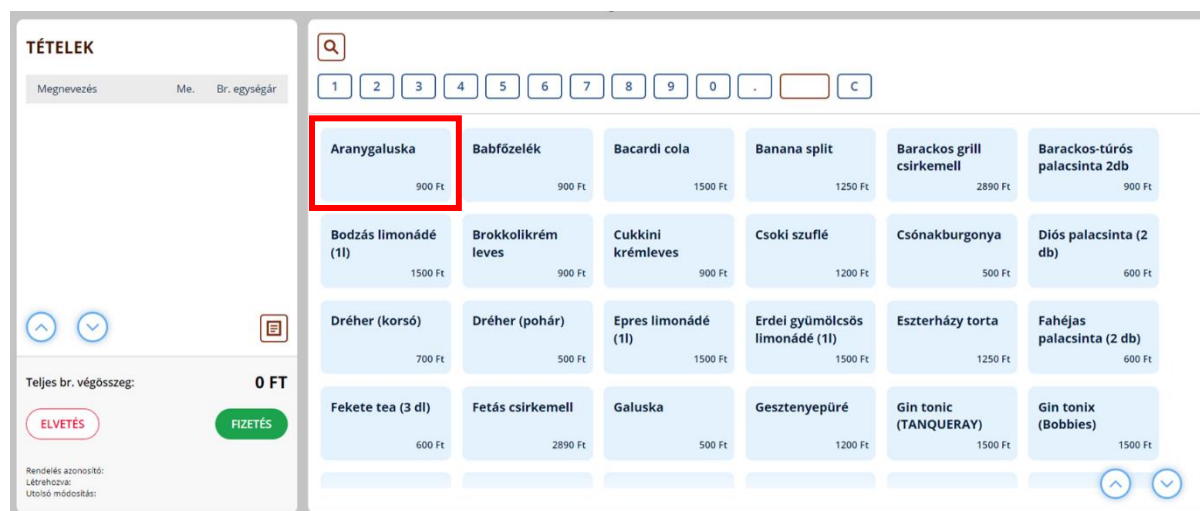 TÉTELEK
Megnevezés Me. Br. egységár
1 2 3 4 5 6 7 8 9 0 . C
Aranygaluska
900 Ft
Babfőzelék
900 Ft
Bacardi cola
1500 Ft
Banana split
1250 Ft
Barackos grill
csirkemell
2890 Ft
Barackos-túrós
palacsinta 2db
900 Ft
Bodzás limonádé
(1l)
1500 Ft
Brokkolikrém
leves
900 Ft
Cukkini
krémleves
900 Ft
Csoki szuflé
1200 Ft
Csónakburgonya
500 Ft
Diós palacsinta (2
db)
600 Ft
Dréher (korsó)
700 Ft
Dréher (pohár)
500 Ft
Epres limonádé
(1l)
1500 Ft
Erdei gyümölcsös
limonádé (1l)
1500 Ft
Eszterházy torta
1250 Ft
Fahéjas
palacsinta (2 db)
600 Ft
Fekete tea (3 dl)
600 Ft
Fetás csirkemell
2890 Ft
Galuska
500 Ft
Gesztenyepüré
1200 Ft
Gin tonic
(TANQUERAY)
1500 Ft
Gin tonix
(Bobbies)
1500 Ft
Teljes br. végösszeg: 0 FT
ELVETÉS FIZETÉS
Rendelés azonosító:
Létrehozva:
Utolsó módosítás: